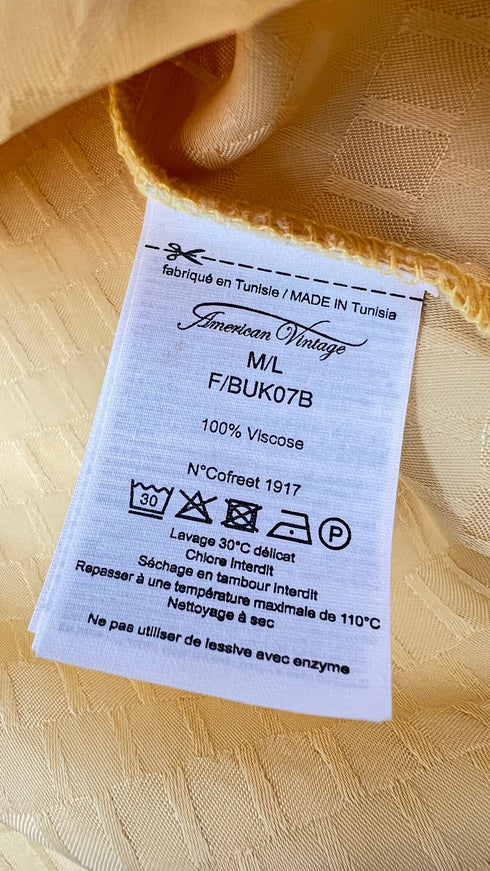 fabriqué en Tunisie / MADE IN Tunisia
American Vintage
M/L
F/BUK07B
100% Viscose
N°Cofreet 1917
30
P
Lavage 30°C délicat
Chlore Interdit
Séchage en tambour Interdit
Repasser à une température maximale de 110°C
Nettoyage à sec
Ne pas utiliser de lessive avec enzyme